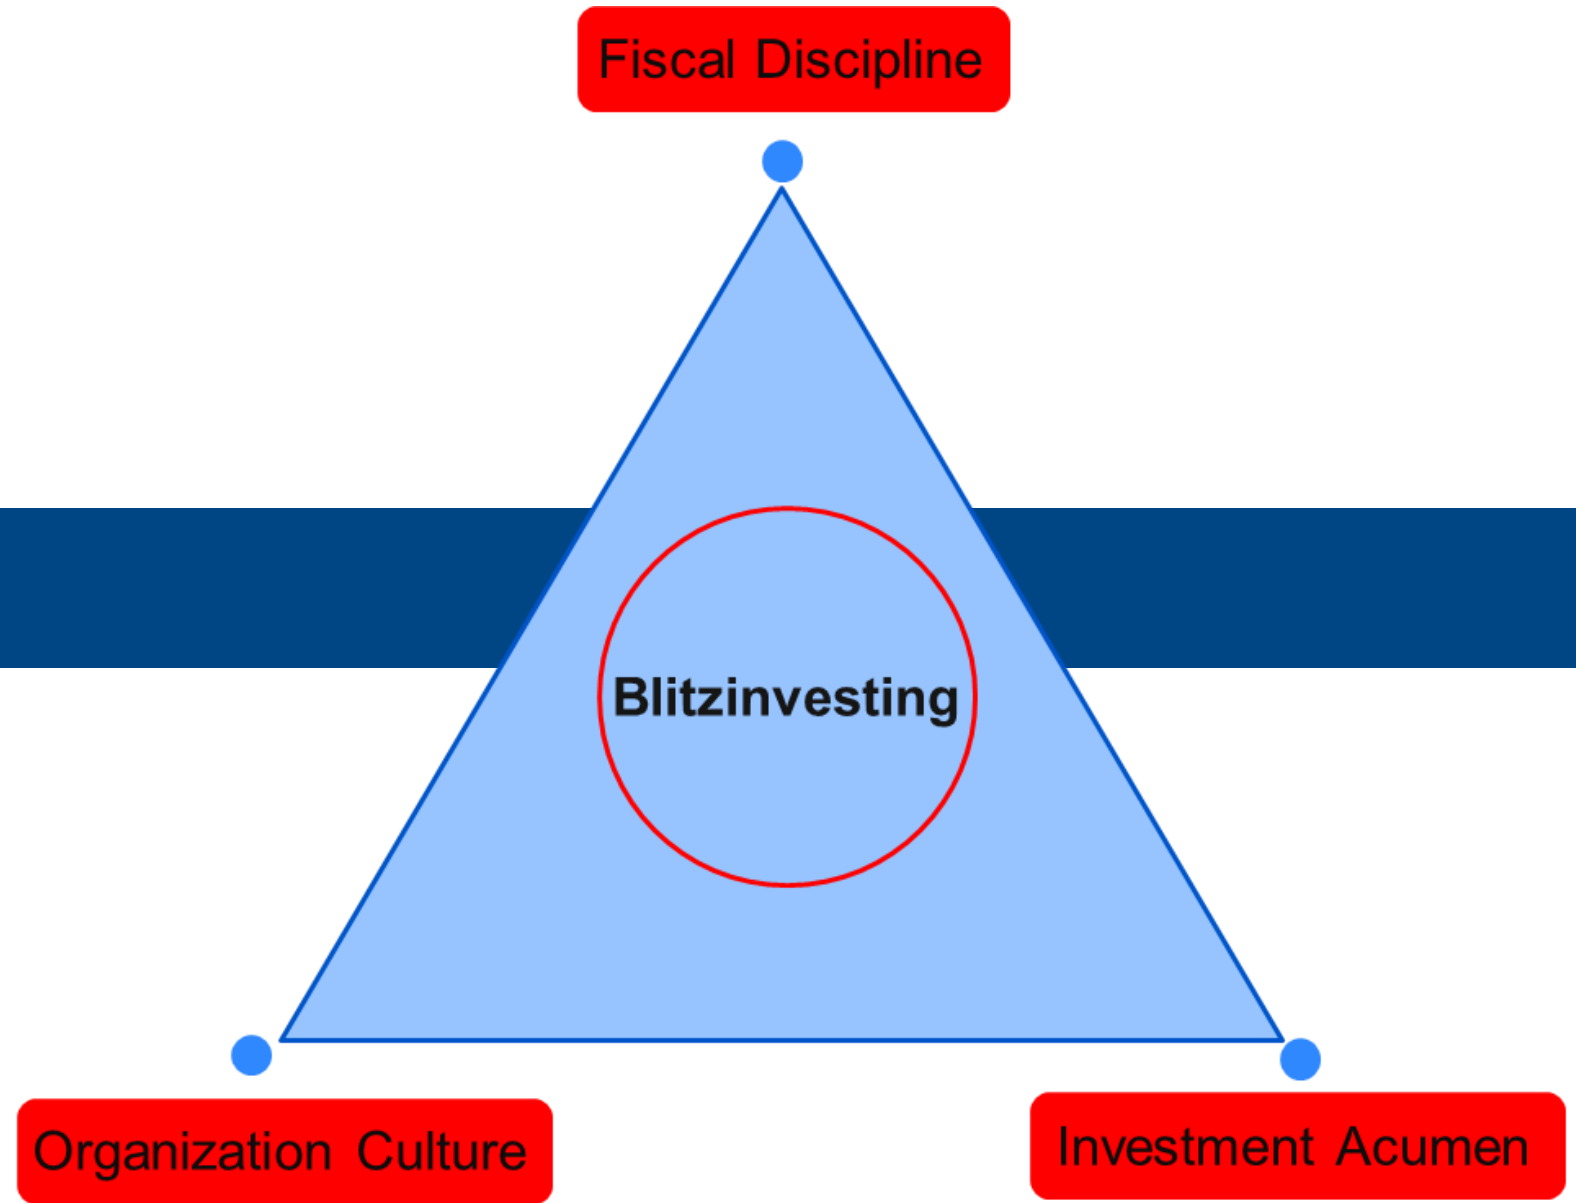 Fiscal Discipline
Blitzinvesting
Organization Culture
Investment Acumen